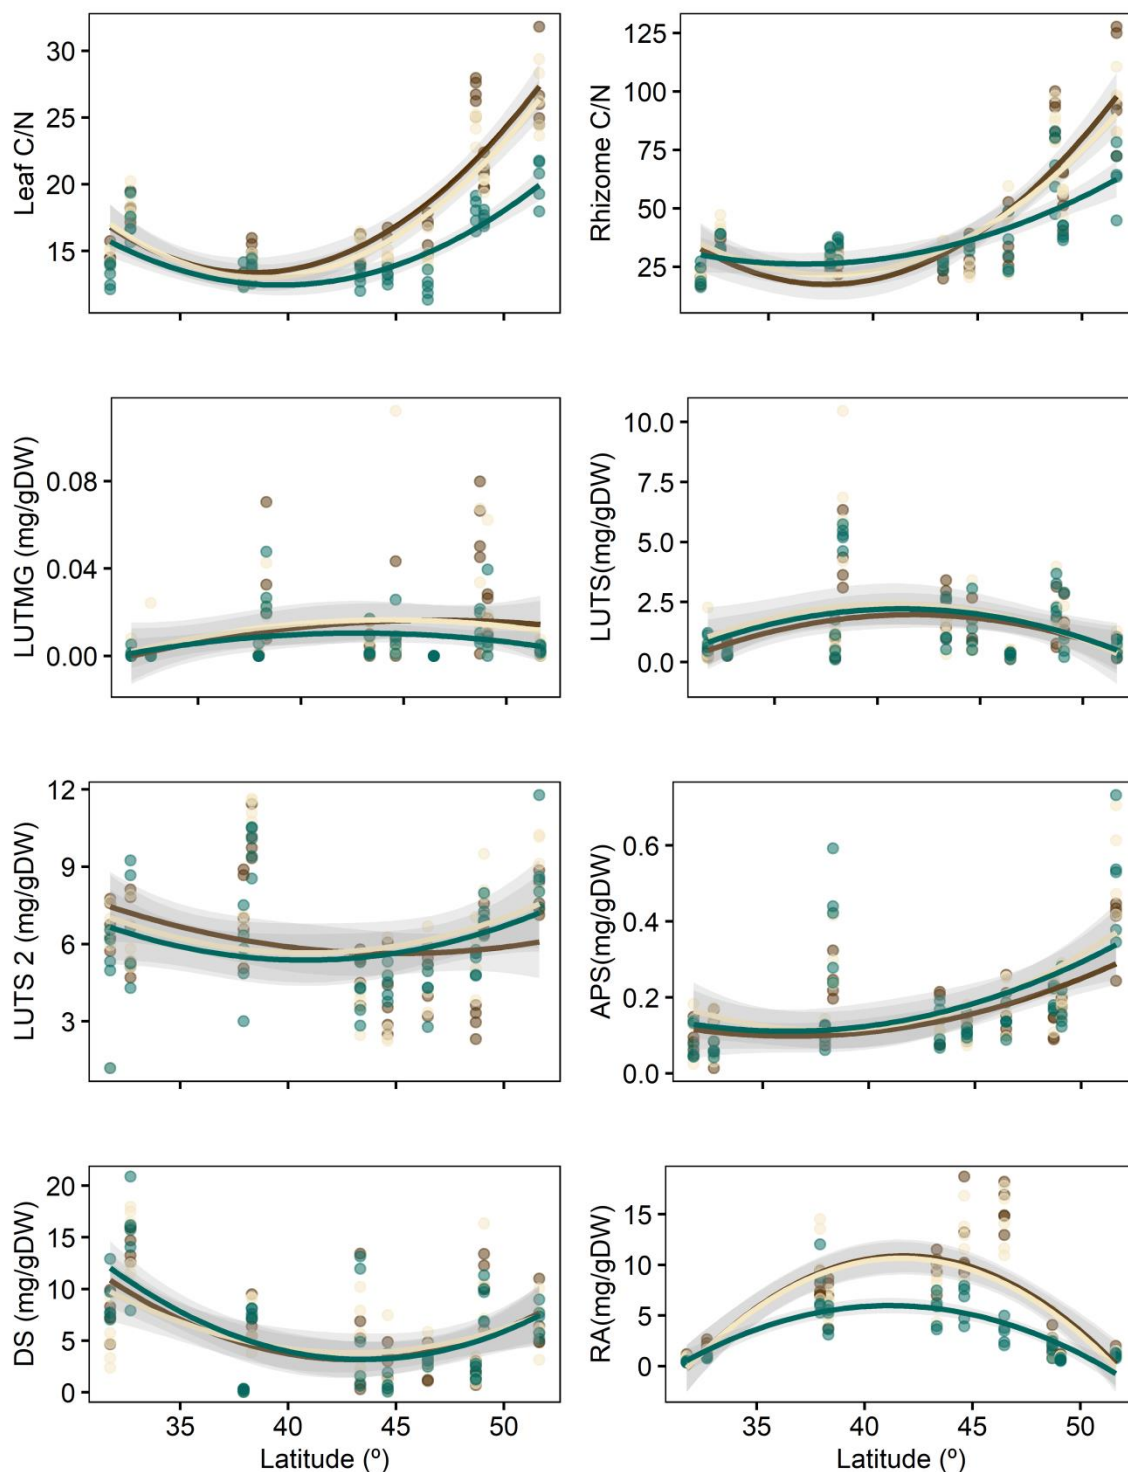 Leaf C/N
30
25
20
15
Rhizome C/N
125
100
75
50
25
LUTMG (mg/gDW)
0.08
0.04
0.00
LUTS(mg/gDW)
10.0
7.5
5.0
2.5
0.0
LUTS 2 (mg/gDW)
12
9
6
3
APS(mg/gDW)
0.6
0.4
0.2
0.0
DS (mg/gDW)
20
15
10
5
0
35 40 45 50
Latitude (º)
RA(mg/gDW)
15
10
5
0
35 40 45 50
Latitude (º)